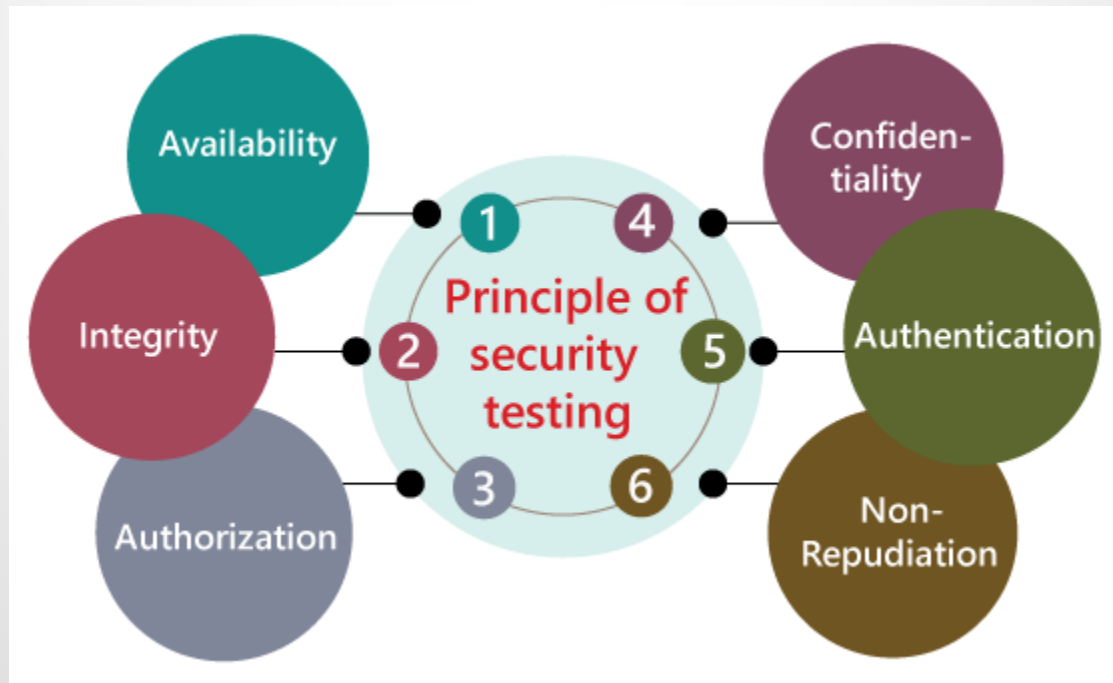 Availability
Integrity
Authorization
1
2
3
Principle of
security
testing
4
5
6
Confiden-
tiality
Authentication
Non-
Repudiation